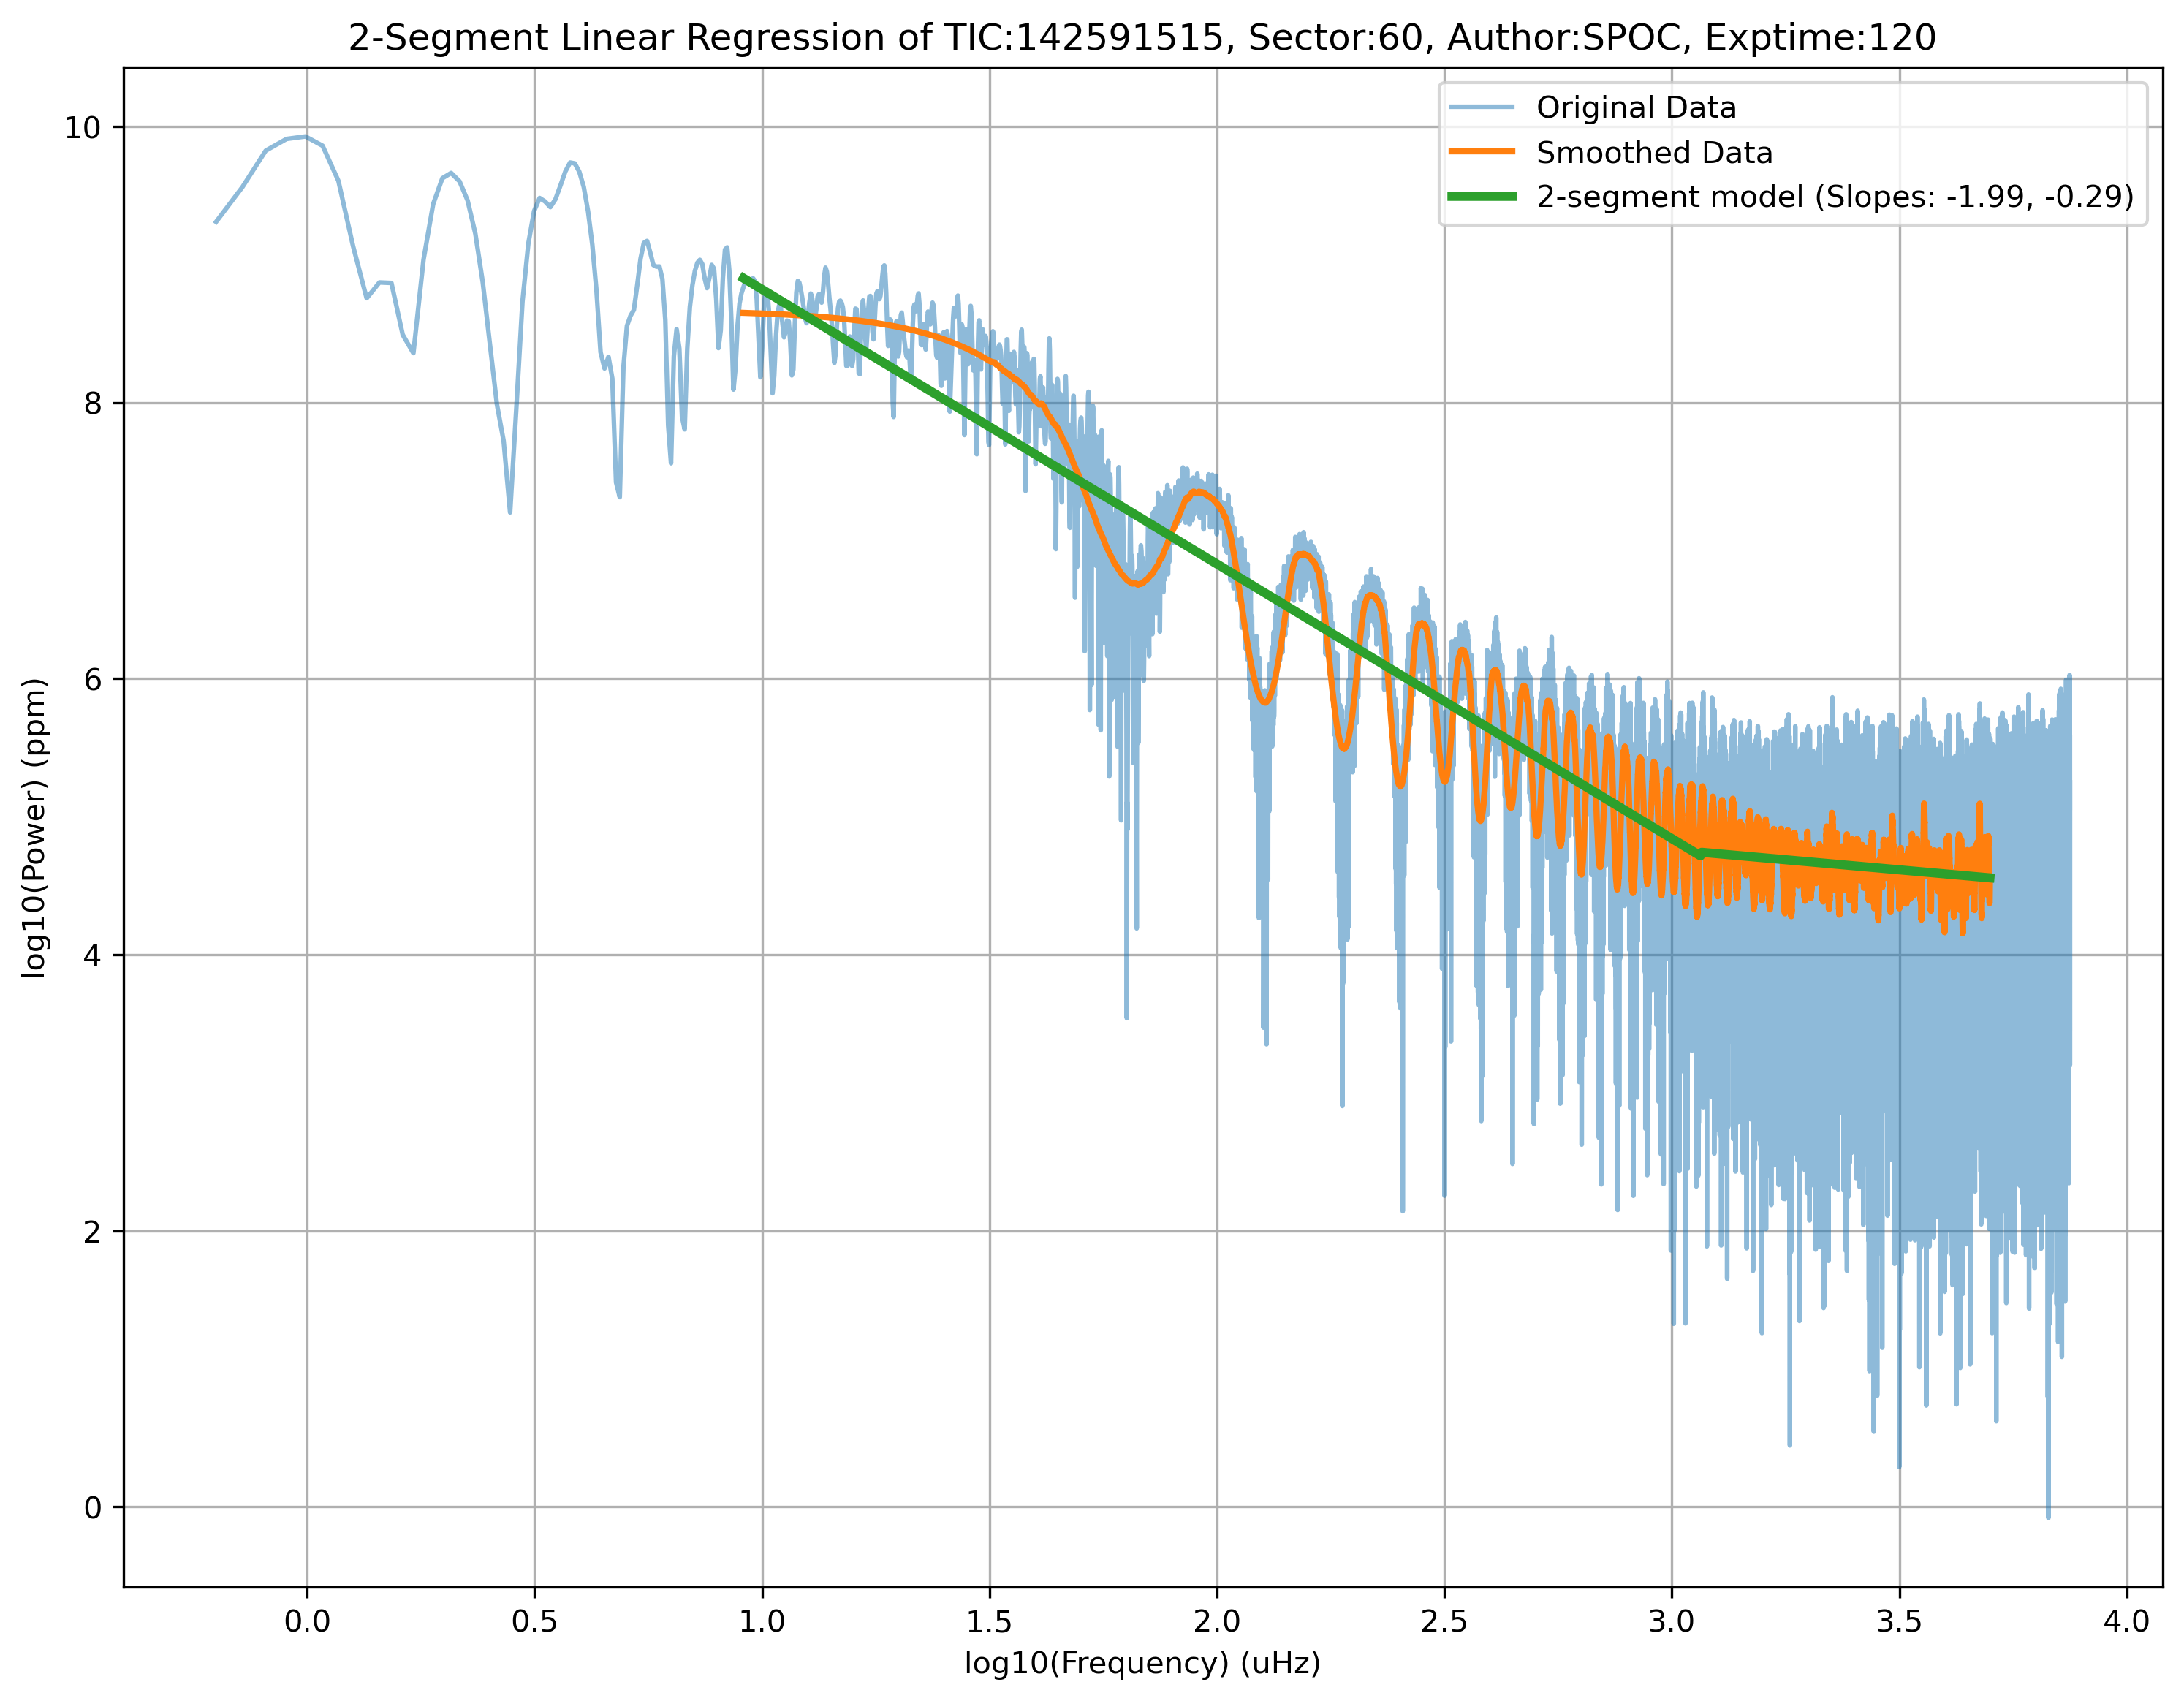 2-Segment Linear Regression of TIC:142591515, Sector:60, Author:SPOC, Exptime:120
Original Data
Smoothed Data
2-segment model (Slopes: -1.99, -0.29)
log10(Power) (ppm)
10
8
6
4
2
0
0.0 0.5 1.0 1.5 2.0 2.5 3.0 3.5 4.0
log10(Frequency) (uHz)